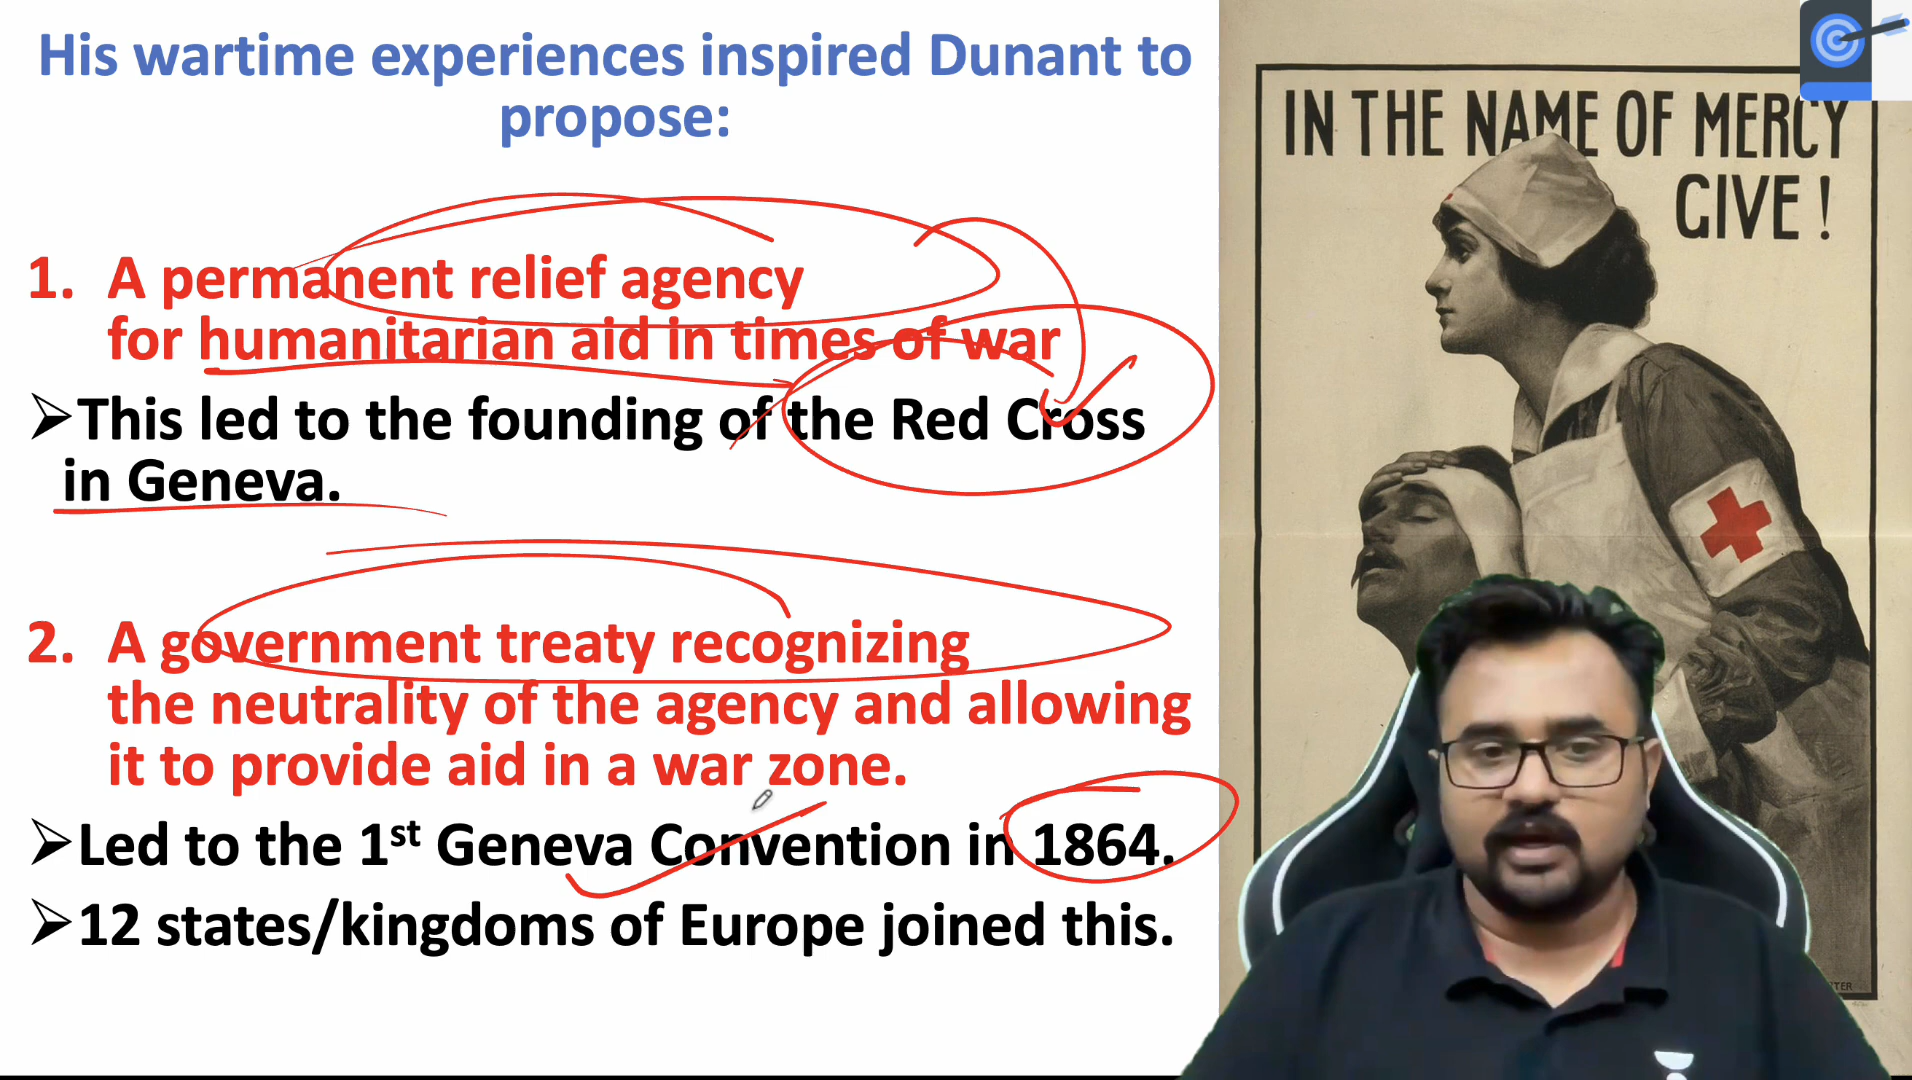 His wartime experiences inspired Dunant to
propose:
1. A permanent relief agency
for humanitarian aid in times of war
➢This led to the founding of the Red Cross
in Geneva.
2. A government treaty recognizing
the neutrality of the agency and allowing
it to provide aid in a war zone.
➢Led to the 1st Geneva Convention in 1864.
➢12 states/kingdoms of Europe joined this.
IN THE NAME OF MERCY
GIVE!